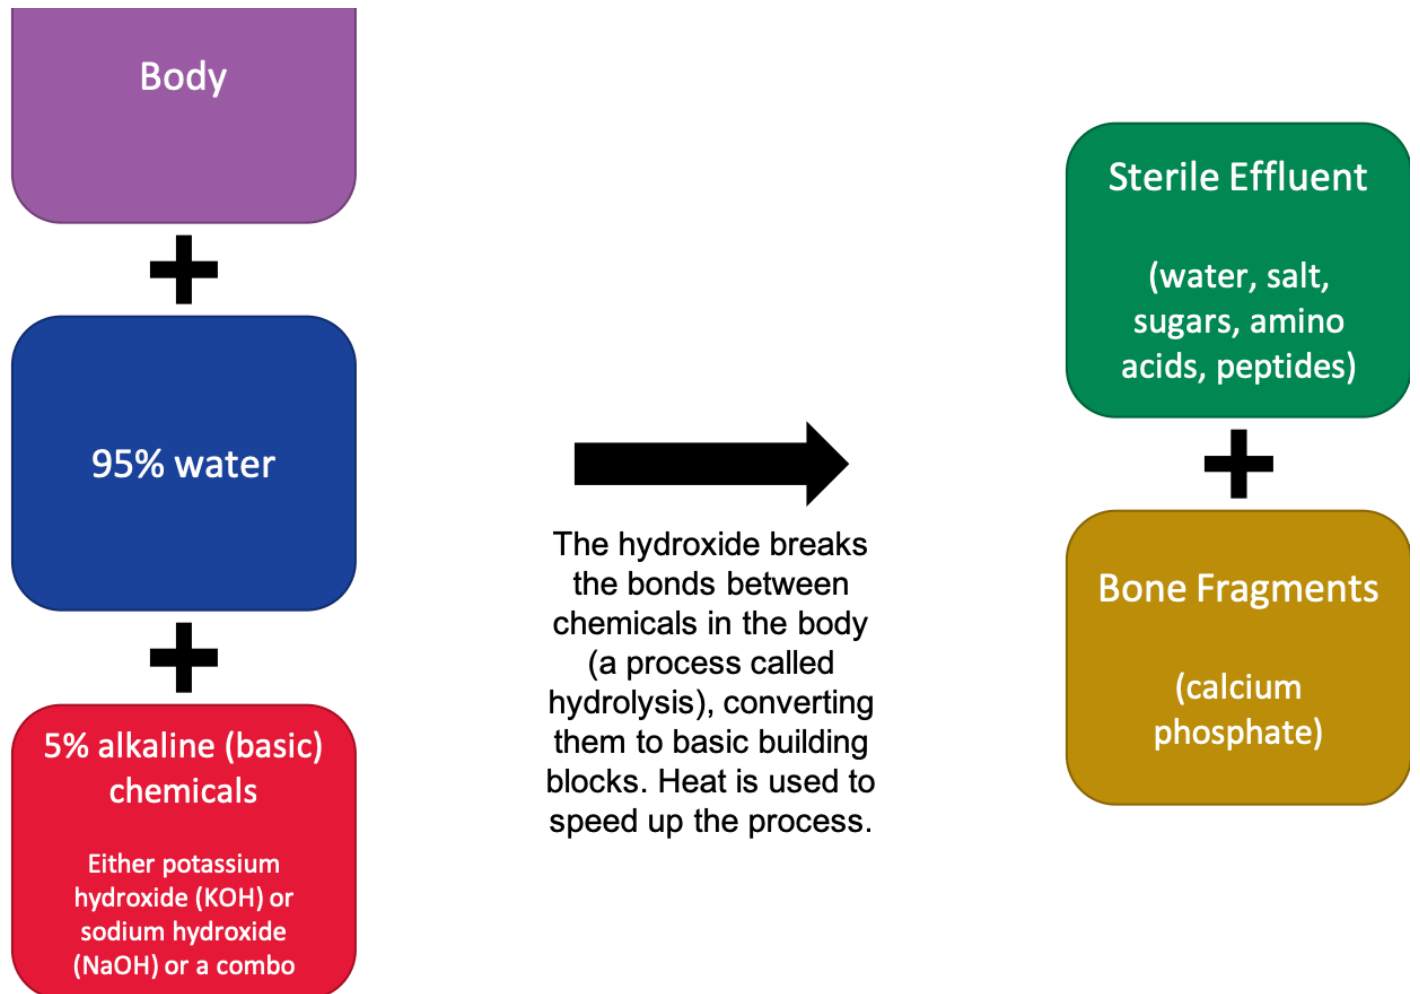 Body
95% water
5% alkaline (basic)
chemicals
Either potassium
hydroxide (KOH) or
sodium hydroxide
(NaOH) or a combo
The hydroxide breaks
the bonds between
chemicals in the body
(a process called
hydrolysis), converting
them to basic building
blocks. Heat is used to
speed up the process.
Sterile Effluent
(water, salt,
sugars, amino
acids, peptides)
Bone Fragments
(calcium
phosphate)